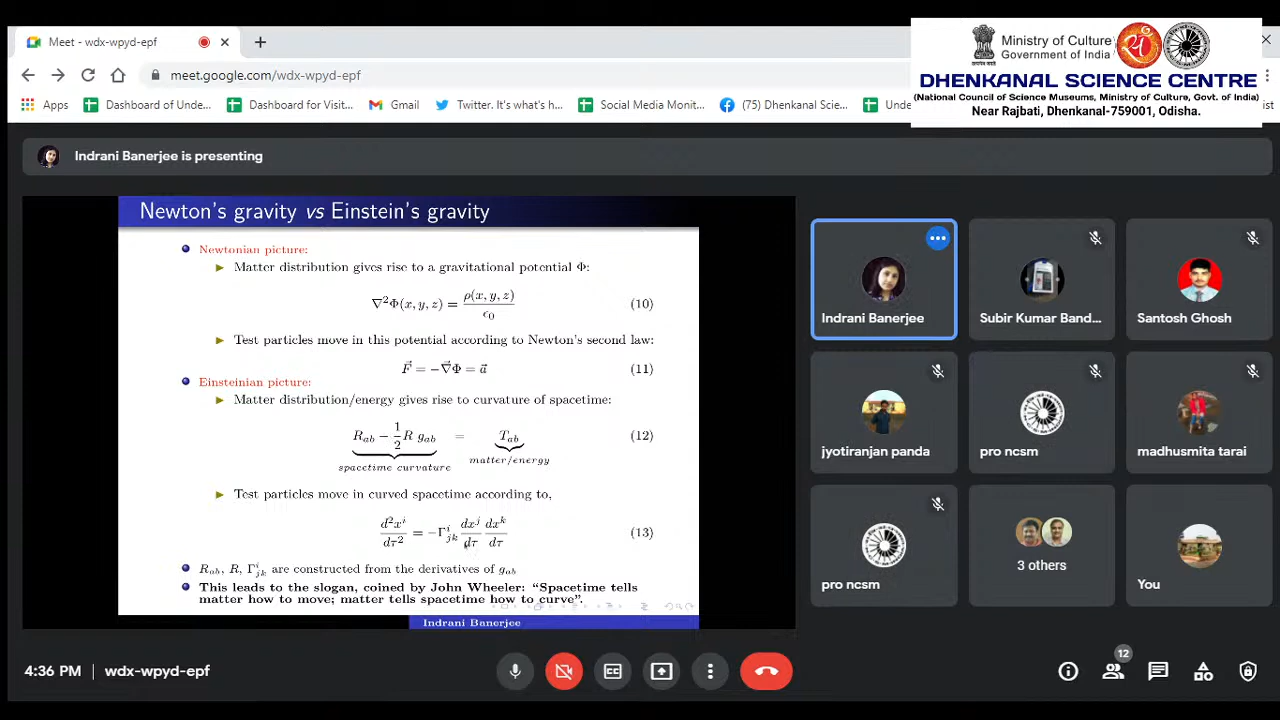 Meet - wdx-wpyd-epf
meet.google.com/wdx-wpyd-epf
Apps
Dashboard of Unde...
Dashboard for Visit...
Gmail
Twitter. It's what's h...
Social Media Monit...
(75) Dhenkanal Scie...
Unde
Ministry of Culture
Government of India
DHENKANAL SCIENCE CENTRE
(National Council of Science Museums, Ministry of Culture, Govt. of India)
Near Rajbati, Dhenkanal-759001, Odisha.
Indrani Banerjee is presenting
Newton's gravity vs Einstein's gravity
Newtonian picture:
Matter distribution gives rise to a gravitational potential Φ:
∇²Φ(x, y, z) = ρ(x, y, z) / ϵ₀ (10)
Test particles move in this potential according to Newton's second law:
F⃗ = −∇⃗Φ = a⃗ (11)
Einsteinian picture:
Matter distribution/energy gives rise to curvature of spacetime:
R_ab − 1/2 R g_ab = T_ab (12)
spacetime curvature matter/energy
Test particles move in curved spacetime according to,
d²xⁱ/dτ² = −Γⁱ_jk dxʲ/dτ dxᵏ/dτ (13)
R_ab, R, Γⁱ_jk are constructed from the derivatives of g_ab
This leads to the slogan, coined by John Wheeler: “Spacetime tells
matter how to move; matter tells spacetime how to curve”.
Indrani Banerjee
Indrani Banerjee
Subir Kumar Band...
Santosh Ghosh
jyotiranjan panda
pro ncsm
madhusmita tarai
pro ncsm
3 others
You
4:36 PM | wdx-wpyd-epf
12